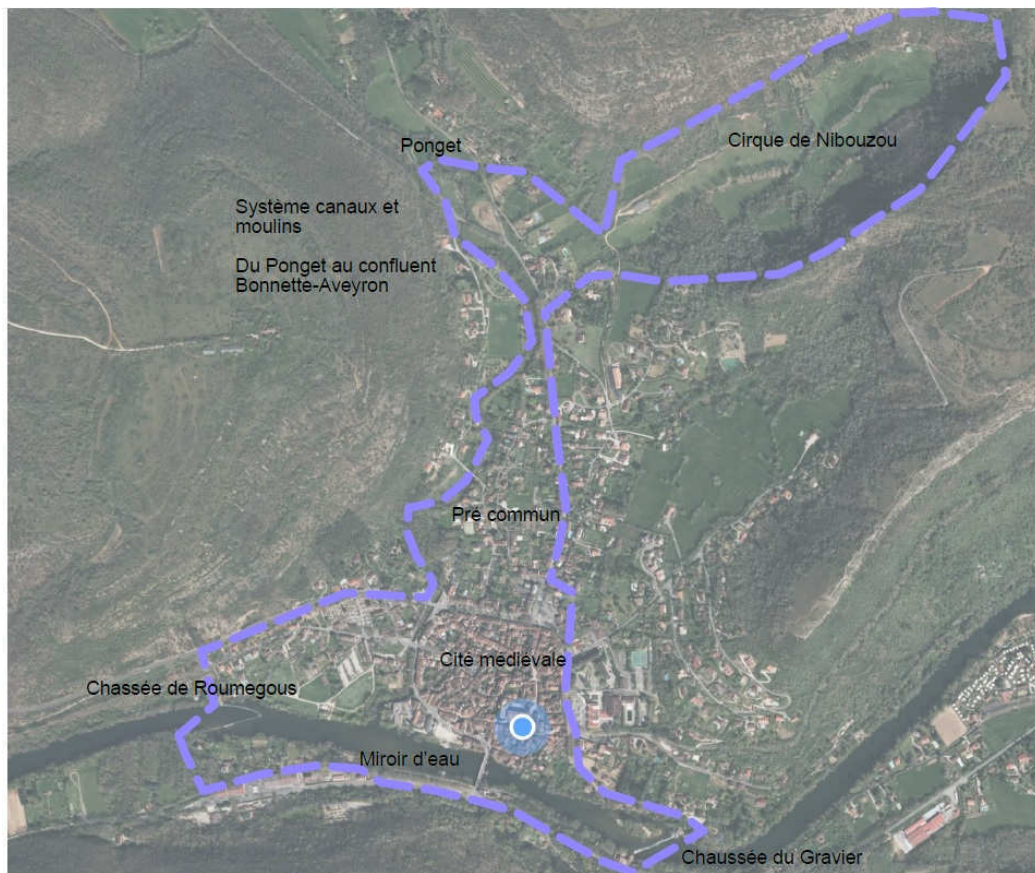 Ponget
Cirque de Nibouzou
Système canaux et
moulins
Du Ponget au confluent
Bonnette-Aveyron
Pré commun
Cité médiévale
Chassée de Roumegous
Miroir d'eau
Chaussée du Gravier